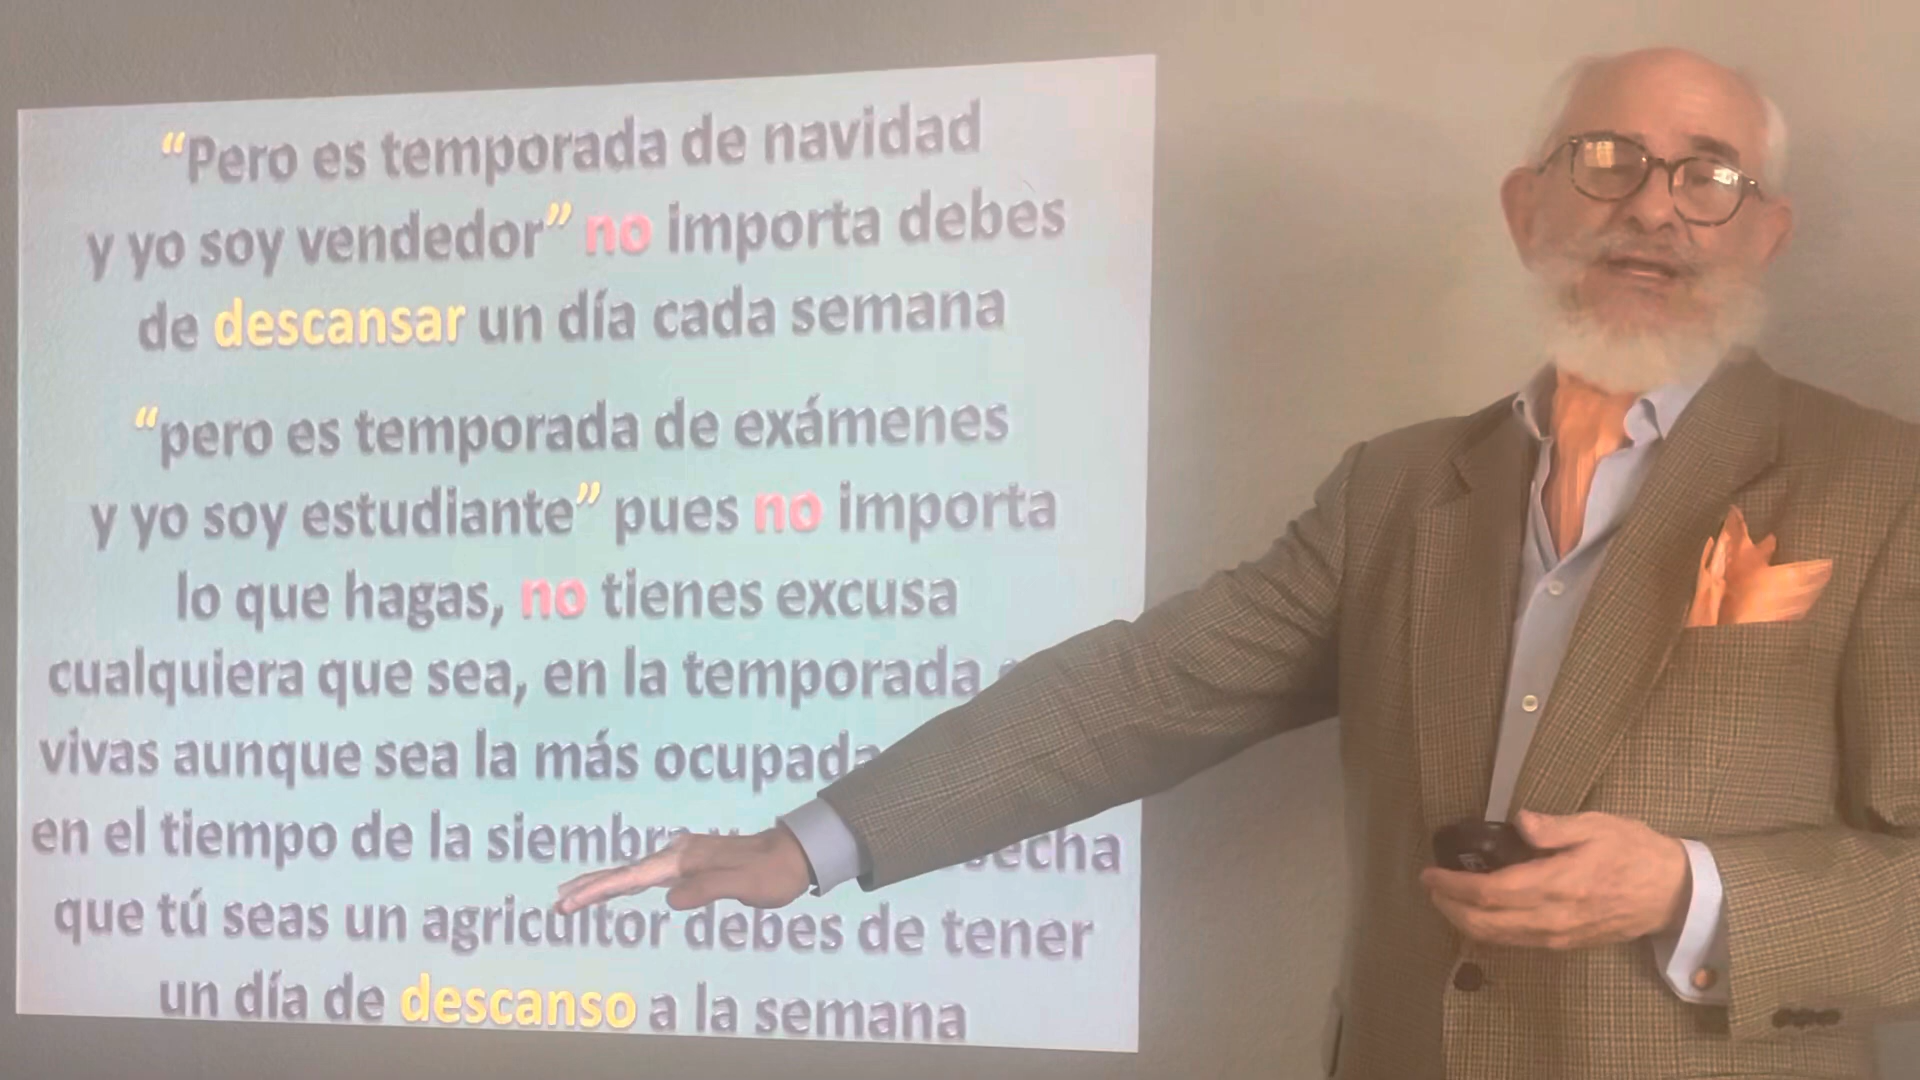 “Pero es temporada de navidad
y yo soy vendedor” no importa debes
de descansar un día cada semana
“pero es temporada de exámenes
y yo soy estudiante” pues no importa
lo que hagas, no tienes excusa
cualquiera que sea, en la temporada
vivas aunque sea la más ocupada
en el tiempo de la siembra
que tú seas un agricultor debes de tener
un día de descanso a la semana